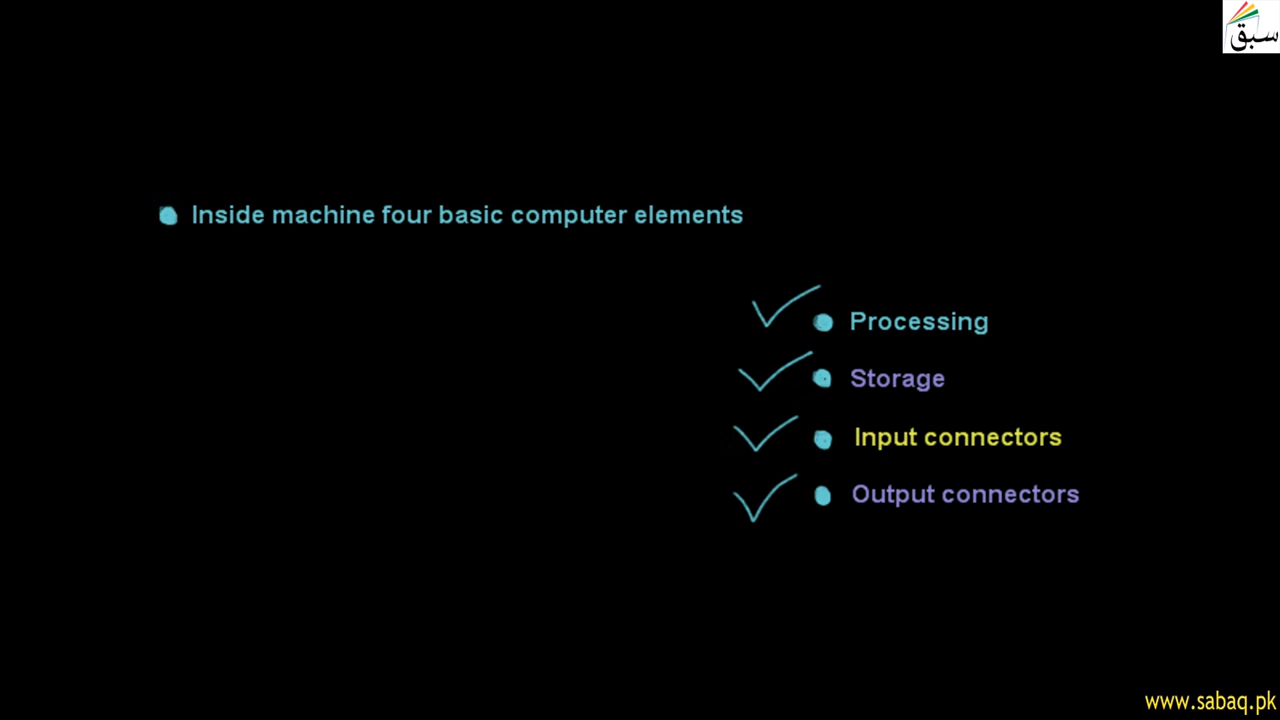 سبق
Inside machine four basic computer elements
Processing
Storage
Input connectors
Output connectors
www.sabaq.pk